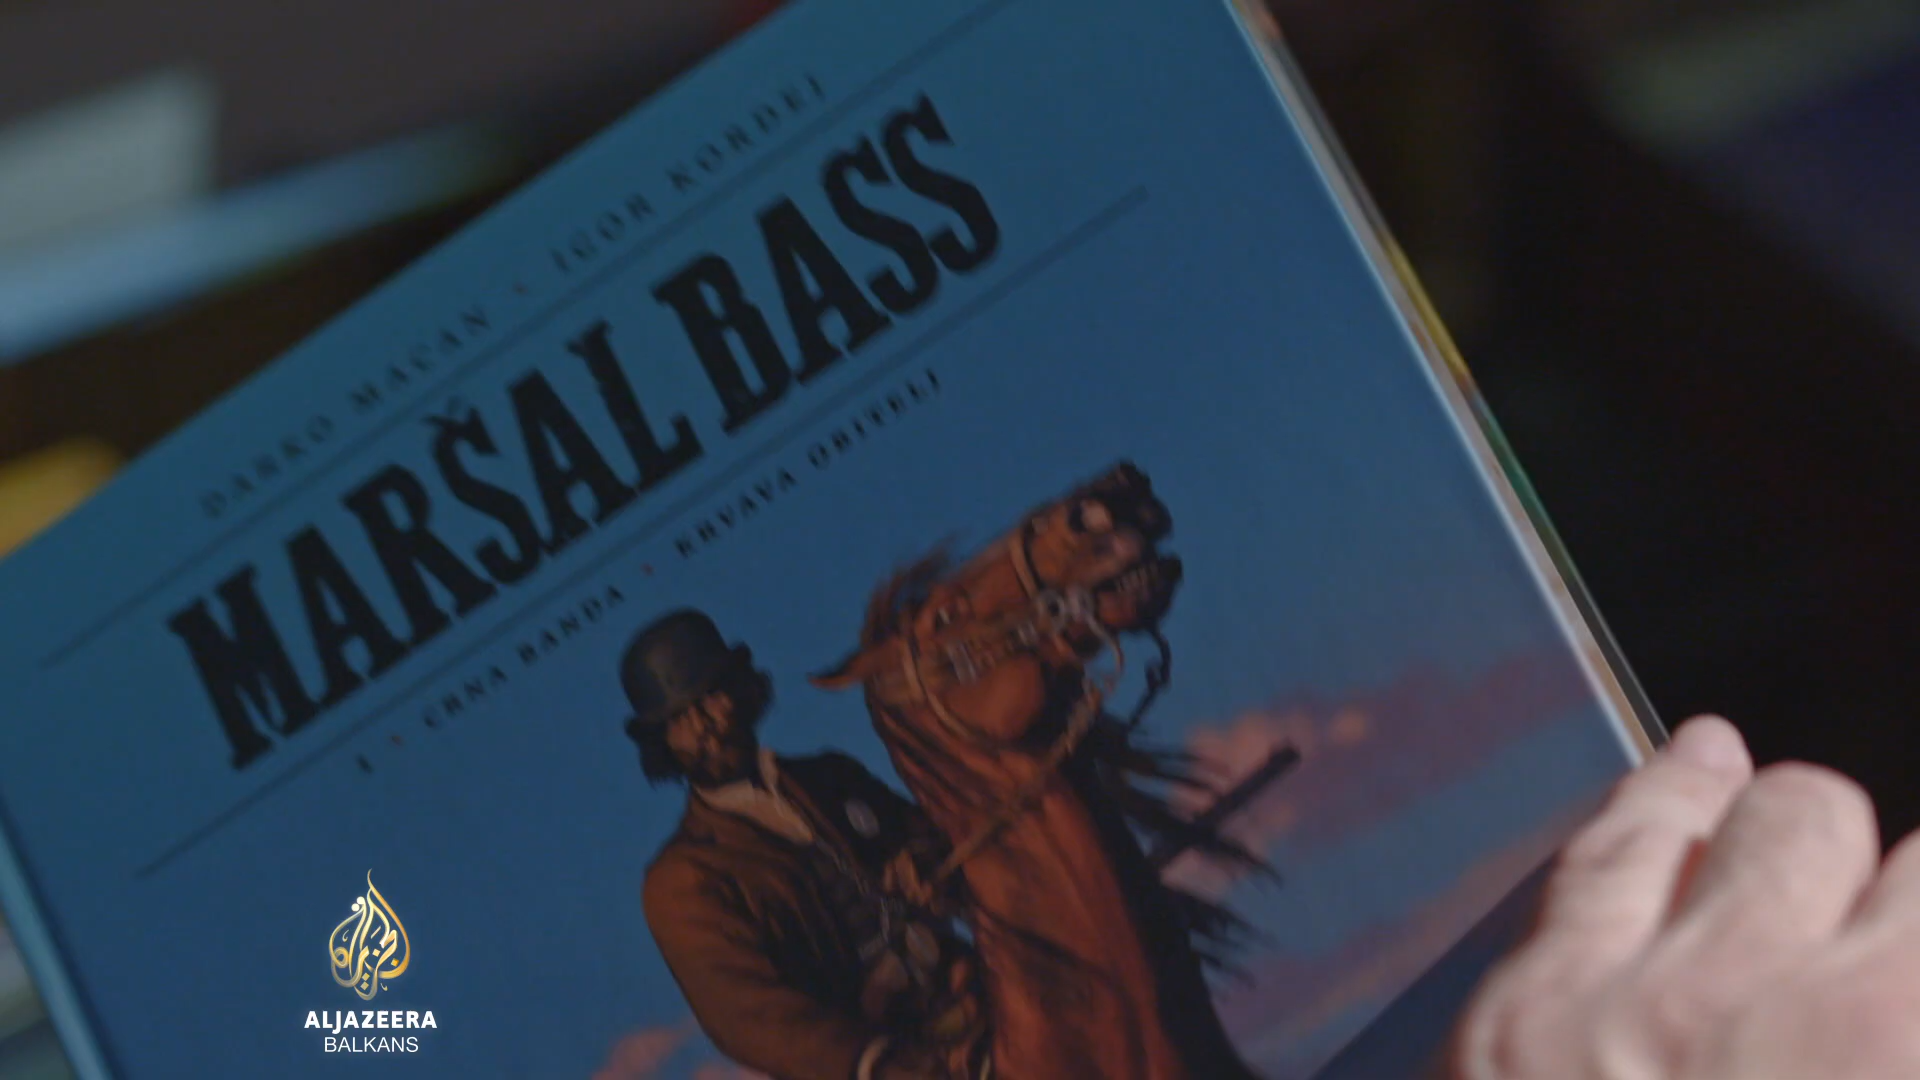 DARKO MACAN • IGOR KORDEJ
MARŠAL BASS
1 • CRNA BANDA • KRVAVA OBITELJ
ALJAZEERA
BALKANS